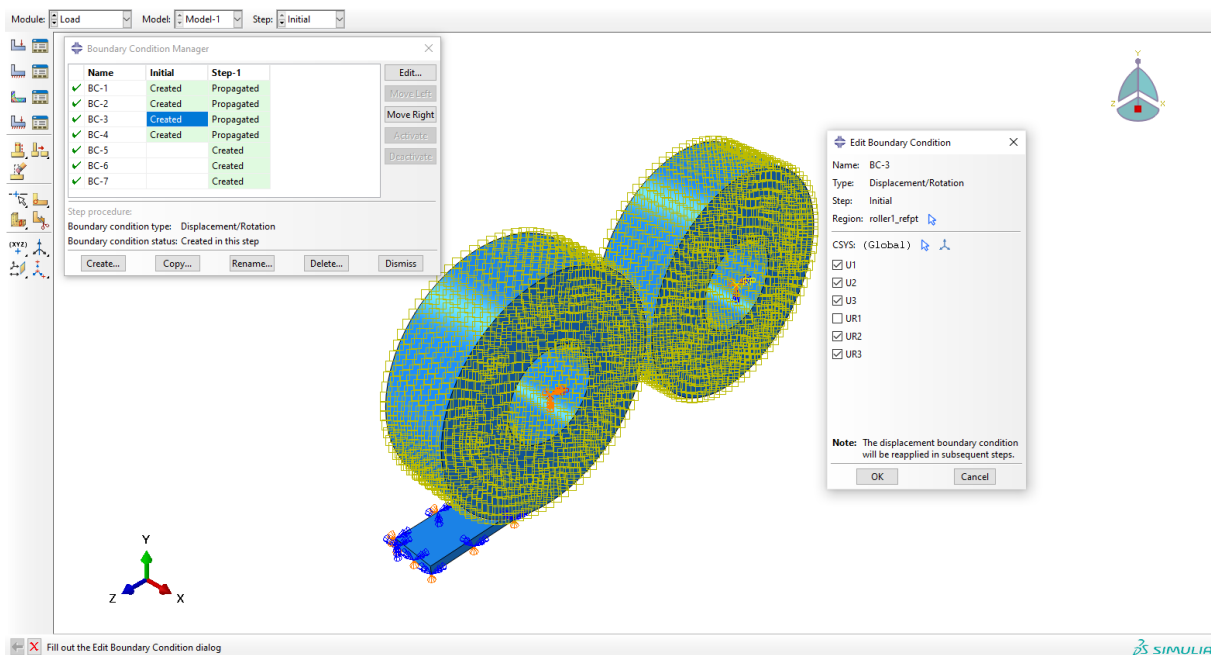 Module: Load Model: Model-1 Step: Initial
Boundary Condition Manager
Name Initial Step-1
BC-1 Created Propagated
BC-2 Created Propagated
BC-3 Created Propagated
BC-4 Created Propagated
BC-5 Created
BC-6 Created
BC-7 Created
Edit...
Move Left
Move Right
Activate
Deactivate
Step procedure:
Boundary condition type: Displacement/Rotation
Boundary condition status: Created in this step
Create... Copy... Rename... Delete... Dismiss
(XYZ)
Y
Z X
Edit Boundary Condition
Name: BC-3
Type: Displacement/Rotation
Step: Initial
Region: roller1_refpt
CSYS: (Global)
U1
U2
U3
UR1
UR2
UR3
Note: The displacement boundary condition
will be reapplied in subsequent steps.
OK Cancel
Y
Z X
Fill out the Edit Boundary Condition dialog
SIMULIA